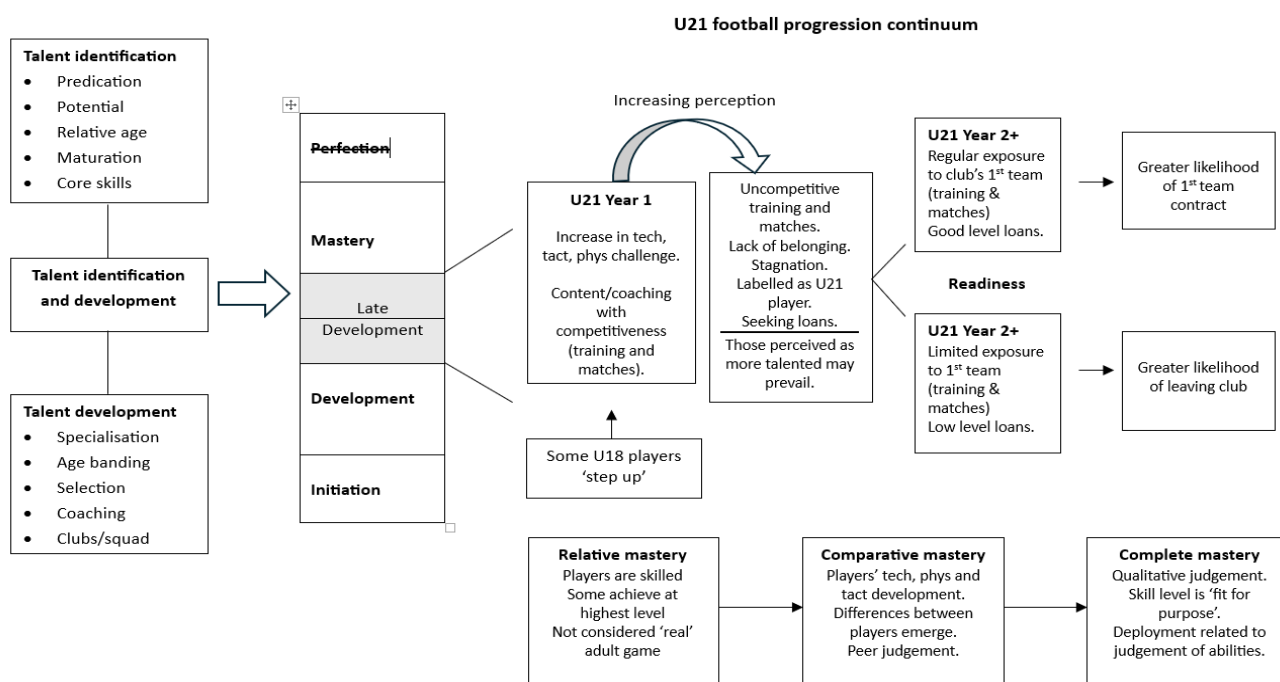 U21 football progression continuum
Talent identification
• Predication
• Potential
• Relative age
• Maturation
• Core skills
Talent identification
and development
Talent development
• Specialisation
• Age banding
• Selection
• Coaching
• Clubs/squad
Perfection
Mastery
Late
Development
Development
Initiation
Increasing perception
U21 Year 1
Increase in tech,
tact, phys challenge.
Content/coaching
with
competitiveness
(training and
matches).
Some U18 players
‘step up’
Uncompetitive
training and
matches.
Lack of belonging.
Stagnation.
Labelled as U21
player.
Seeking loans.
Those perceived as
more talented may
prevail.
U21 Year 2+
Regular exposure
to club’s 1st team
(training &
matches)
Good level loans.
Greater likelihood
of 1st team
contract
Readiness
U21 Year 2+
Limited exposure
to 1st team
(training &
matches)
Low level loans.
Greater likelihood
of leaving club
Relative mastery
Players are skilled
Some achieve at
highest level
Not considered ‘real’
adult game
Comparative mastery
Players’ tech, phys and
tact development.
Differences between
players emerge.
Peer judgement.
Complete mastery
Qualitative judgement.
Skill level is ‘fit for
purpose’.
Deployment related to
judgement of abilities.